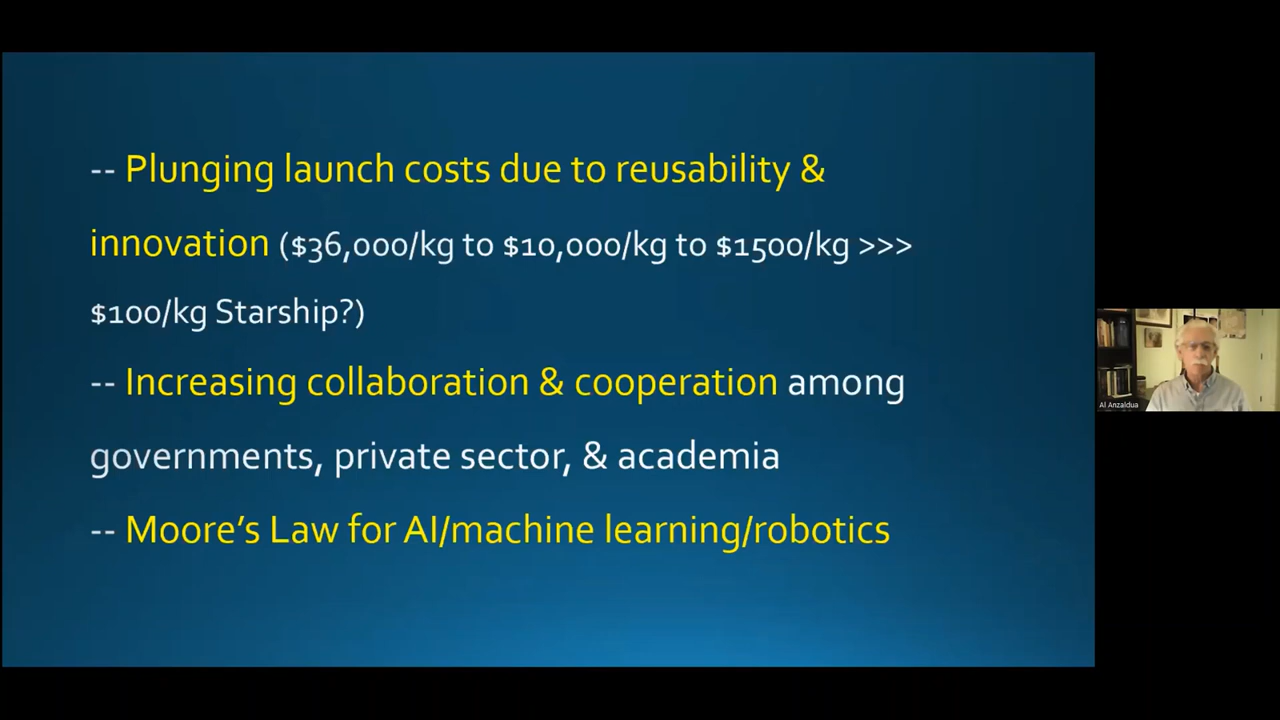 -- Plunging launch costs due to reusability &
innovation ($36,000/kg to $10,000/kg to $1500/kg >>>
$100/kg Starship?)
-- Increasing collaboration & cooperation among
governments, private sector, & academia
-- Moore’s Law for AI/machine learning/robotics
Al Anzaldua